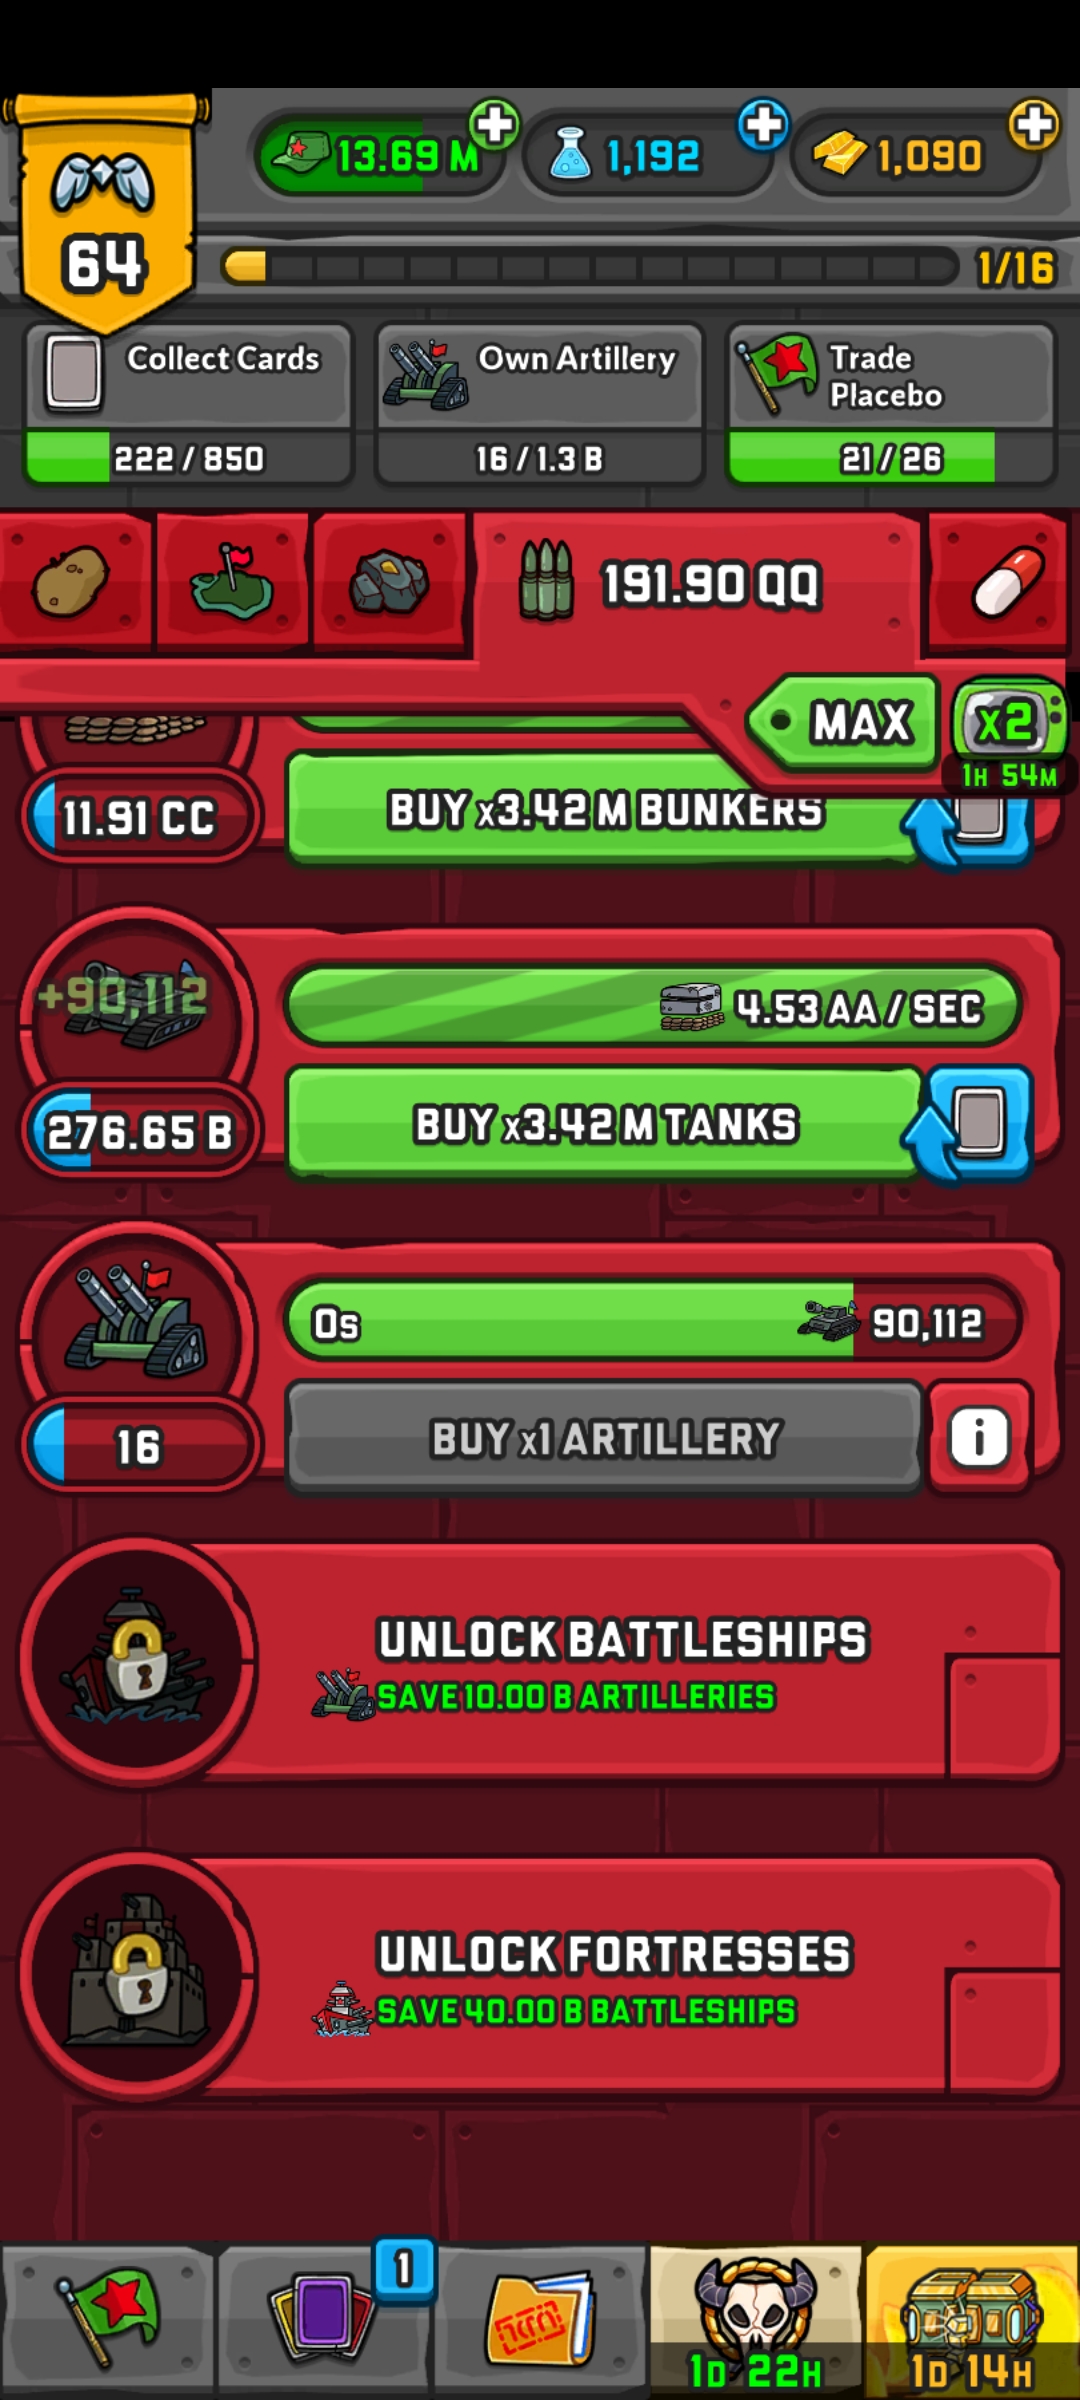 13.69 M
1,192
1,090
64
1/16
Collect Cards
222 / 850
Own Artillery
16 / 1.3 B
Trade
Placebo
21 / 26
191.90 QQ
MAX
x2
1H 54M
11.91 CC
BUY x3.42 M BUNKERS
+90,112
4.53 AA / SEC
276.65 B
BUY x3.42 M TANKS
0s
90,112
16
BUY x1 ARTILLERY
i
UNLOCK BATTLESHIPS
SAVE 10.00 B ARTILLERIES
UNLOCK FORTRESSES
SAVE 40.00 B BATTLESHIPS
1
1D 22H
1D 14H